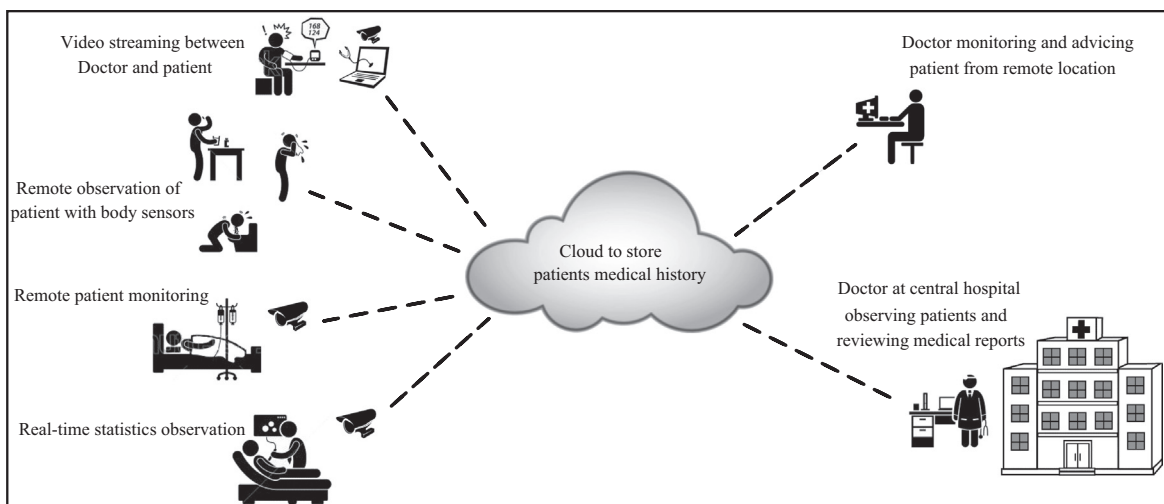 Video streaming between
Doctor and patient
168
124
Remote observation of
patient with body sensors
Remote patient monitoring
Real-time statistics observation
Cloud to store
patients medical history
Doctor monitoring and advicing
patient from remote location
Doctor at central hospital
observing patients and
reviewing medical reports